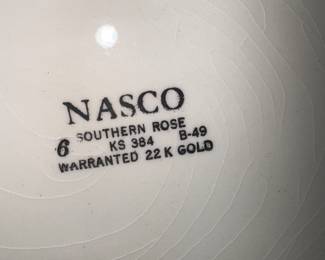 NASCO
SOUTHERN ROSE
6 KS 384 B-49
WARRANTED 22 K GOLD